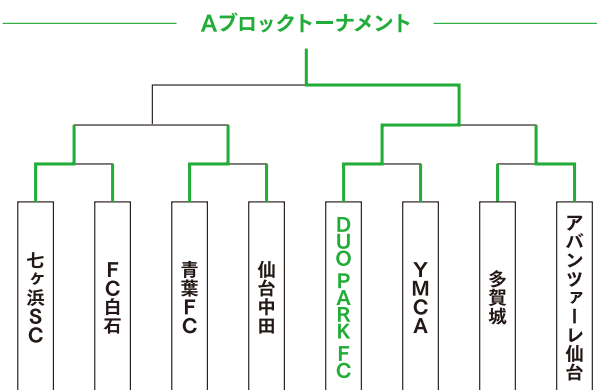 Aブロックトーナメント
七ヶ浜SC
FC白石
青葉FC
仙台中田
DUO PARK FC
YMCA
多賀城
アバンツァーレ仙台